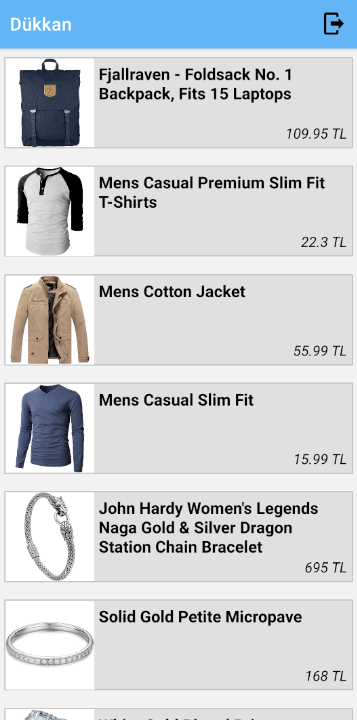 Dükkan
Fjallraven - Foldsack No. 1
Backpack, Fits 15 Laptops
109.95 TL
Mens Casual Premium Slim Fit
T-Shirts
22.3 TL
Mens Cotton Jacket
55.99 TL
Mens Casual Slim Fit
15.99 TL
John Hardy Women's Legends
Naga Gold & Silver Dragon
Station Chain Bracelet
695 TL
Solid Gold Petite Micropave
168 TL